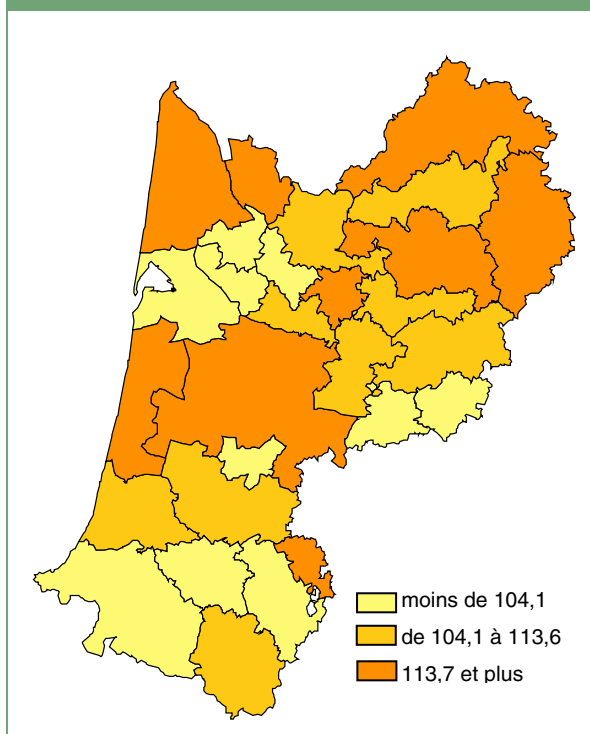 moins de 104,1
de 104,1 à 113,6
113,7 et plus